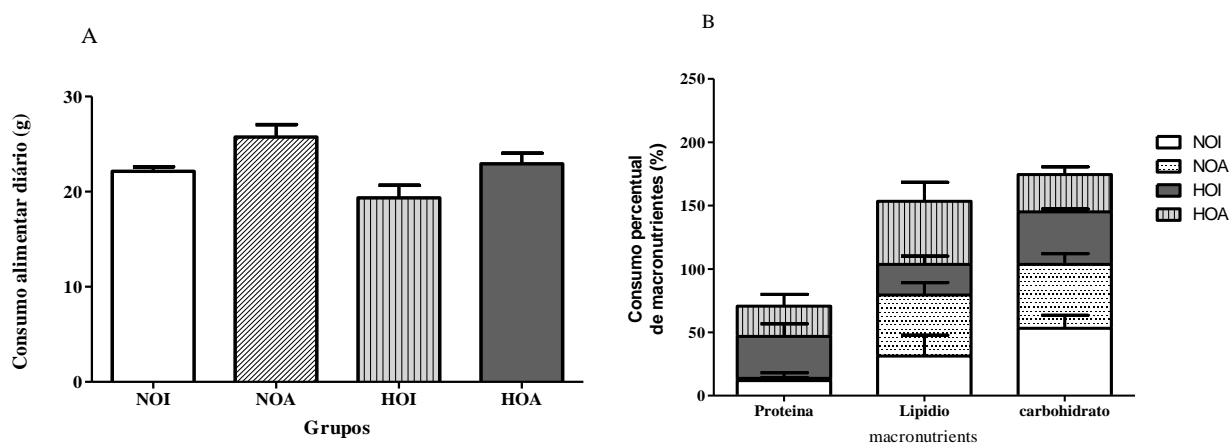 A
Consumo alimentar diário (g)
30
20
10
0
NOI NOA HOI HOA
Grupos
B
Consumo percentual
de macronutrientes (%)
250
200
150
100
50
0
Proteina Lipidio carbohidrato
macronutrients
NOI
NOA
HOI
HOA